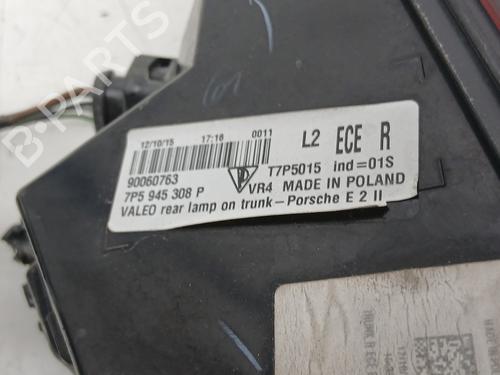 B-PARTS
12/10/15 17:16 0011
L2 ECE R
90060763
T7P5015 ind=01S
7P5 945 308 P
VR4 MADE IN POLAND
VALEO rear lamp on trunk-Porsche E 2 II